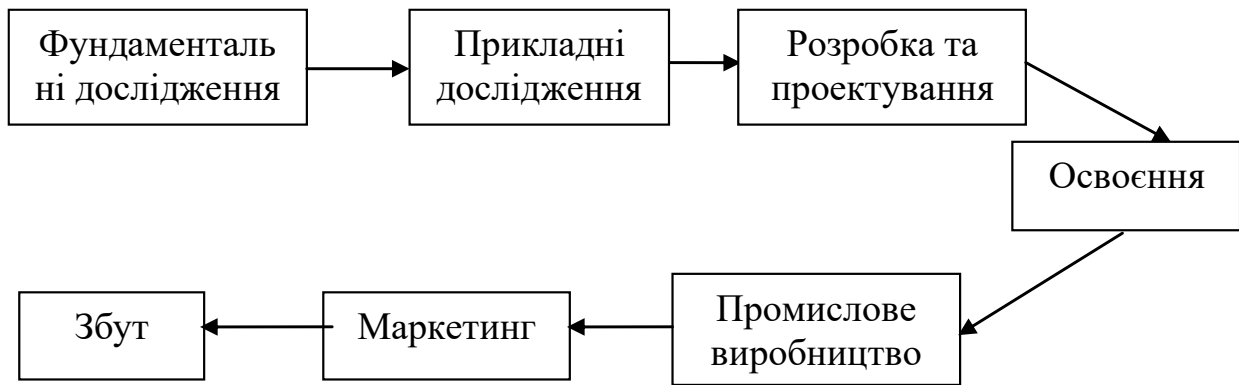 Фундаменталь
ні дослідження
Прикладні
дослідження
Розробка та
проектування
Освоєння
Промислове
виробництво
Маркетинг
Збут